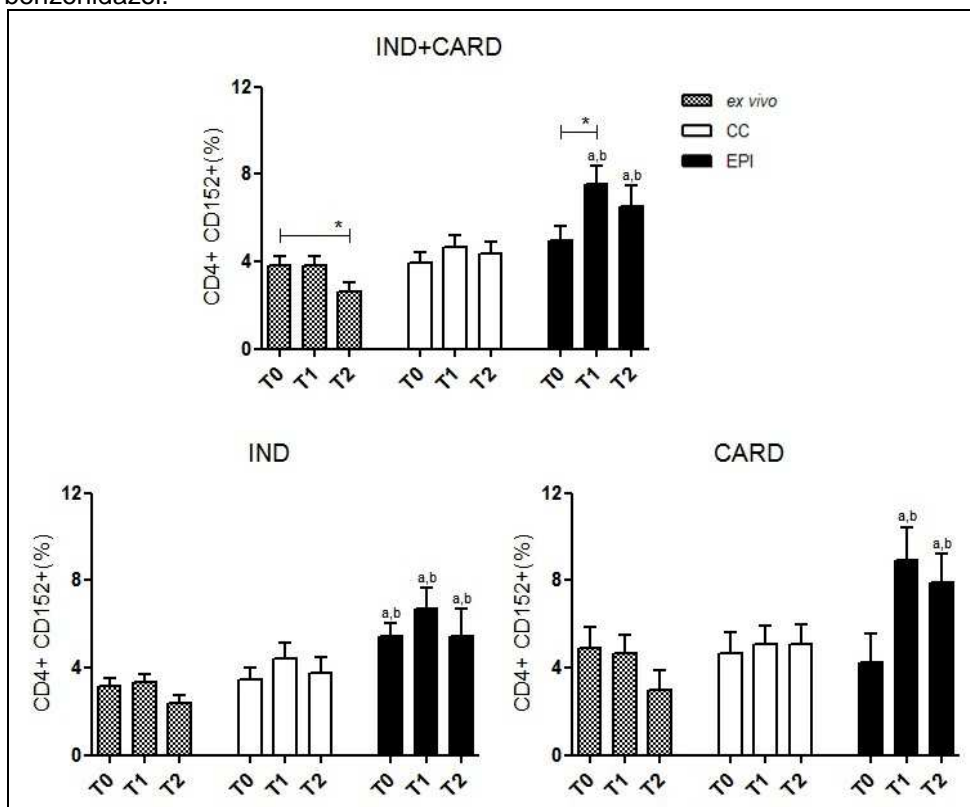 benzonidazol.
IND+CARD
CD4+ CD152+(%)
12
8
4
0
*
*
a,b
a,b
T0 T1 T2 T0 T1 T2 T0 T1 T2
ex vivo
CC
EPI
IND
CD4+ CD152+(%)
12
8
4
0
a,b
a,b
a,b
T0 T1 T2 T0 T1 T2 T0 T1 T2
CARD
CD4+ CD152+(%)
12
8
4
0
a,b
a,b
T0 T1 T2 T0 T1 T2 T0 T1 T2